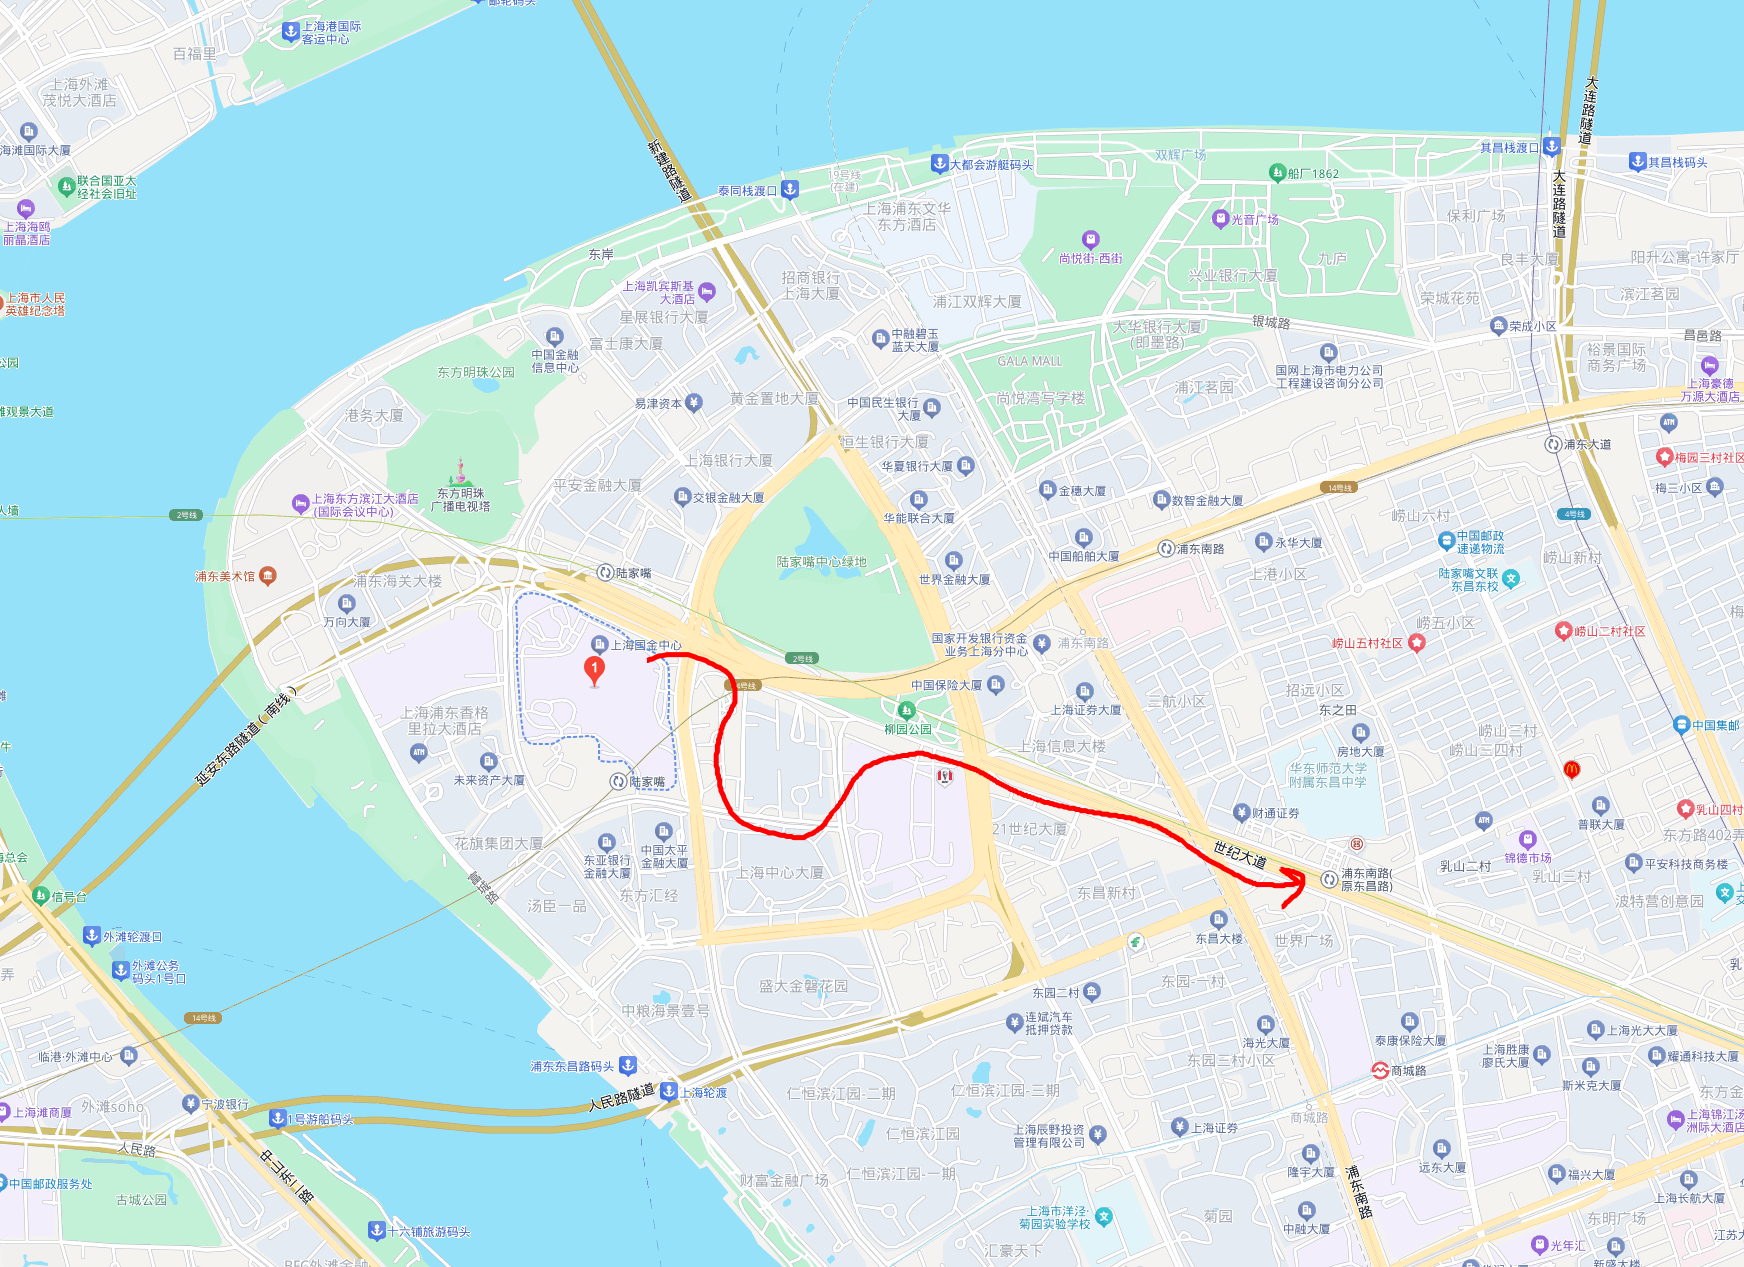 邮轮码头
上海港国际
客运中心
百福里
上海外滩
茂悦大酒店
海滩国际大厦
联合国亚太
经社会旧址
上海海鸥
丽晶酒店
上海市人民
英雄纪念塔
公园
滩观景大道
人墙
2号线
新建路隧道
泰同栈渡口
19号线
(在建)
大都会游艇码头
双辉广场
船厂1862
其昌栈渡口
其昌栈码头
大连路隧道
大连路隧道
东岸
上海浦东文华
东方酒店
光音广场
保利广场
尚悦街-西街
九庐
良丰大厦
阳升公寓-许家厅
兴业银行大厦
招商银行
上海大厦
上海凯宾斯基
大酒店
星展银行大厦
浦江双辉大厦
荣城花苑
滨江茗园
银城路
荣成小区
昌邑路
中国金融
信息中心
富士康大厦
中融碧玉
蓝天大厦
大华银行大厦
(即墨路)
GALA MALL
国网上海市电力公司
工程建设咨询分公司
裕景国际
商务广场
上海豪德
万源大酒店
东方明珠公园
港务大厦
易津资本
黄金置地大厦
中国民生银行
大厦
尚悦湾写字楼
浦江茗园
ATM
恒生银行大厦
浦东大道
梅园三村社区
上海银行大厦
华夏银行大厦
平安金融大厦
东方明珠
广播电视塔
上海东方滨江大酒店
(国际会议中心)
交银金融大厦
金穗大厦
数智金融大厦
14号线
梅三小区
华能联合大厦
崂山六村
4号线
中国船舶大厦
浦东南路
永华大厦
中国邮政
速递物流
崂山新村
陆家嘴中心绿地
世界金融大厦
上港小区
陆家嘴文联
东昌东校
陆家嘴
浦东美术馆
浦东海关大楼
万向大厦
梅
崂五小区
崂山二村社区
崂山五村社区
国家开发银行资金
业务上海分中心
浦东南路
上海国金中心
1
2号线
号线
中国保险大厦
延安东路隧道(南线)
上海浦东香格
里拉大酒店
ATM
未来资产大厦
柳园公园
上海证券大厦
三航小区
招远小区
东之田
房地大厦
崂山三村
崂山三四村
中国集邮
上海信息大楼
华东师范大学
附属东昌中学
陆家嘴
财通证券
ATM
普联大厦
乳山四村
东方路402弄
21世纪大厦
世纪大道
花旗集团大厦
东亚银行
金融大厦
中国太平
金融大厦
上海中心大厦
浦东南路(
原东昌路)
乳山二村
锦德市场
乳山三村
平安科技商务楼
海总会
信号台
富城路
东方汇经
汤臣一品
东昌新村
波特营创意园
东昌大楼
世界广场
外滩轮渡口
外滩公务
码头1号口
弄
盛大金磐花园
东园一村
东园二村
乳
中粮海景壹号
连斌汽车
抵押贷款
海光大厦
泰康保险大厦
上海光大大厦
14号线
临港·外滩中心
浦东东昌路码头
上海轮渡
东园三村小区
商城路
上海胜康
廖氏大厦
耀通科技大厦
斯米克大厦
东方金
外滩soho
宁波银行
人民路隧道
仁恒滨江园-二期
仁恒滨江园-三期
1号游船码头
上海滩商厦
人民路
仁恒滨江园
上海辰野投资
管理有限公司
上海证券
商城路
上海锦江汤
洲际大酒店
中山东二路
中国邮政服务处
古城公园
财富金融广场
仁恒滨江园-一期
隆宇大厦
远东大厦
福兴大厦
上海长航大厦
浦东南路
十六铺旅游码头
上海市洋泾·
菊园实验学校
菊园
中融大厦
东明广场
汇豪天下
光年汇
新盛大楼
江苏大
BFC外滩金融